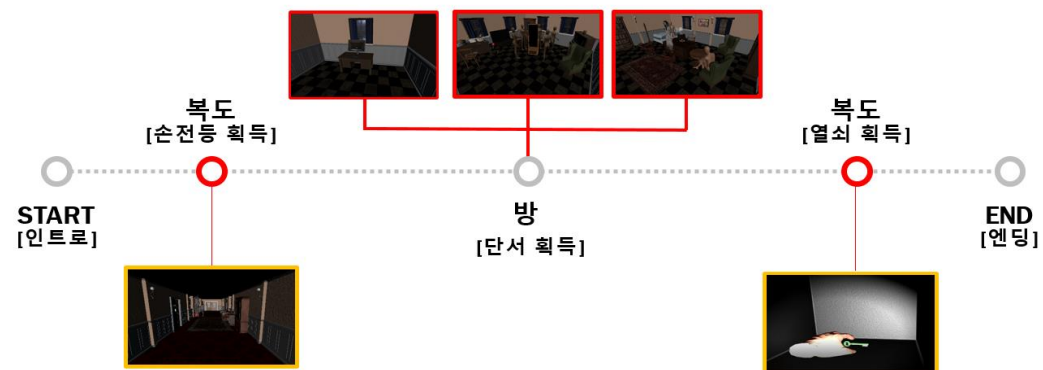 복도
[손전등 획득]
복도
[열쇠 획득]
START
[인트로]
방
[단서 획득]
END
[엔딩]